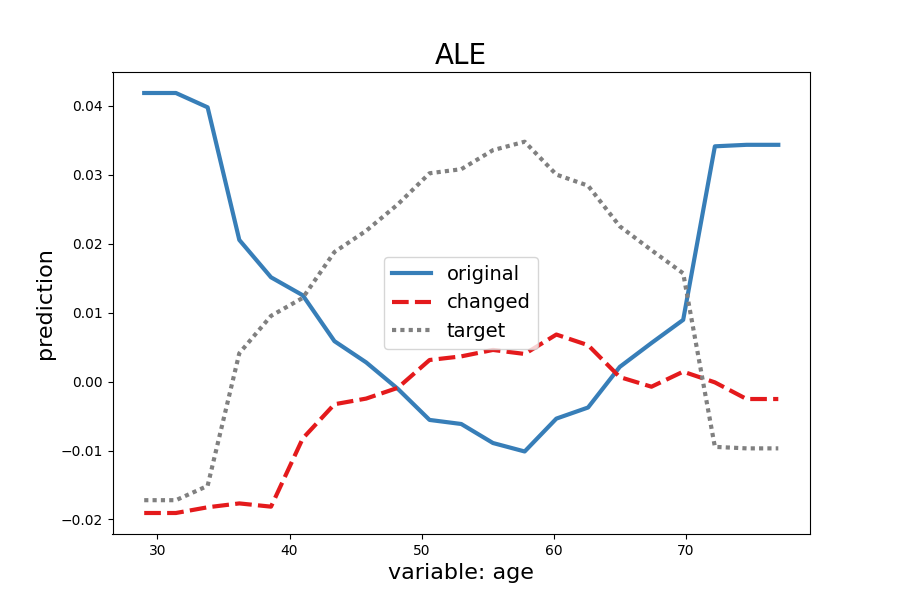 ALE
prediction
0.04
0.03
0.02
0.01
0.00
−0.01
−0.02
original
changed
target
30 40 50 60 70
variable: age